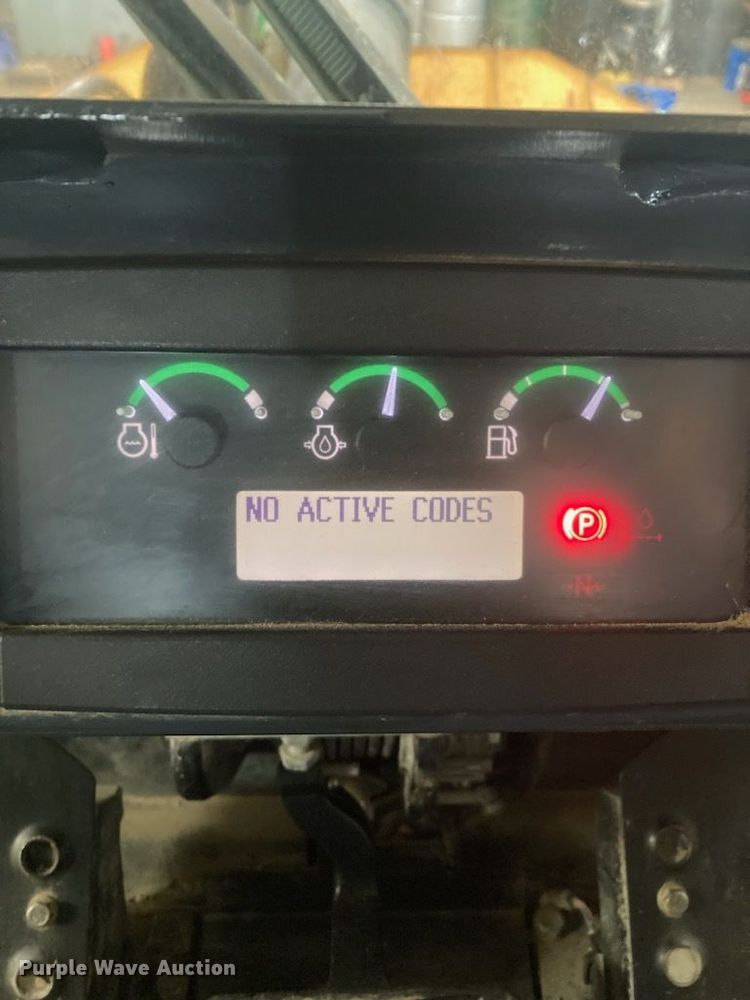 NO ACTIVE CODES
P
N
Purple Wave Auction